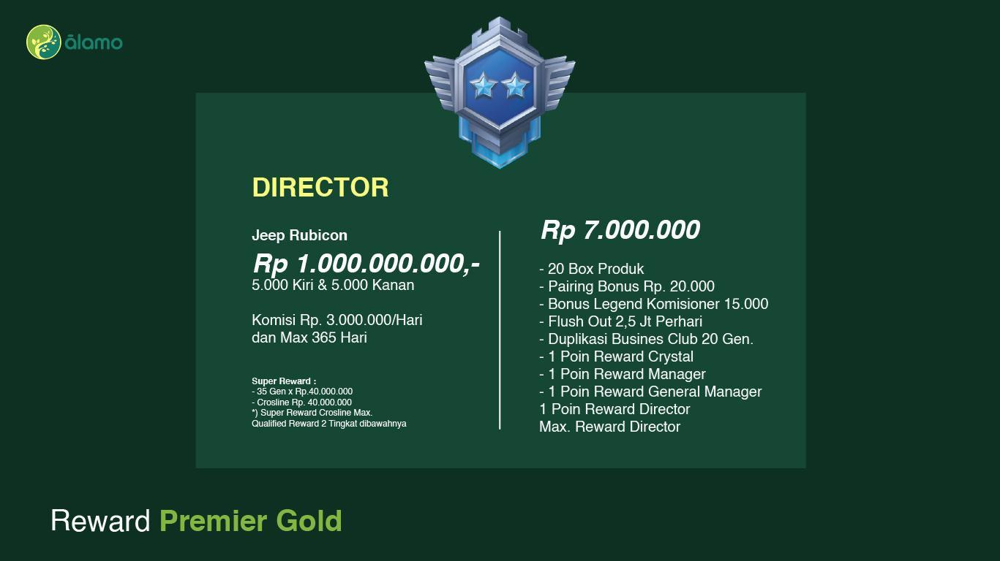 ālamo
DIRECTOR
Jeep Rubicon
Rp 1.000.000.000,-
5.000 Kiri & 5.000 Kanan
Komisi Rp. 3.000.000/Hari
dan Max 365 Hari
Super Reward :
- 35 Gen x Rp.40.000.000
- Crosline Rp. 40.000.000
*) Super Reward Crosline Max.
Qualified Reward 2 Tingkat dibawahnya
Rp 7.000.000
- 20 Box Produk
- Pairing Bonus Rp. 20.000
- Bonus Legend Komisioner 15.000
- Flush Out 2,5 Jt Perhari
- Duplikasi Busines Club 20 Gen.
- 1 Poin Reward Crystal
- 1 Poin Reward Manager
- 1 Poin Reward General Manager
1 Poin Reward Director
Max. Reward Director
Reward Premier Gold